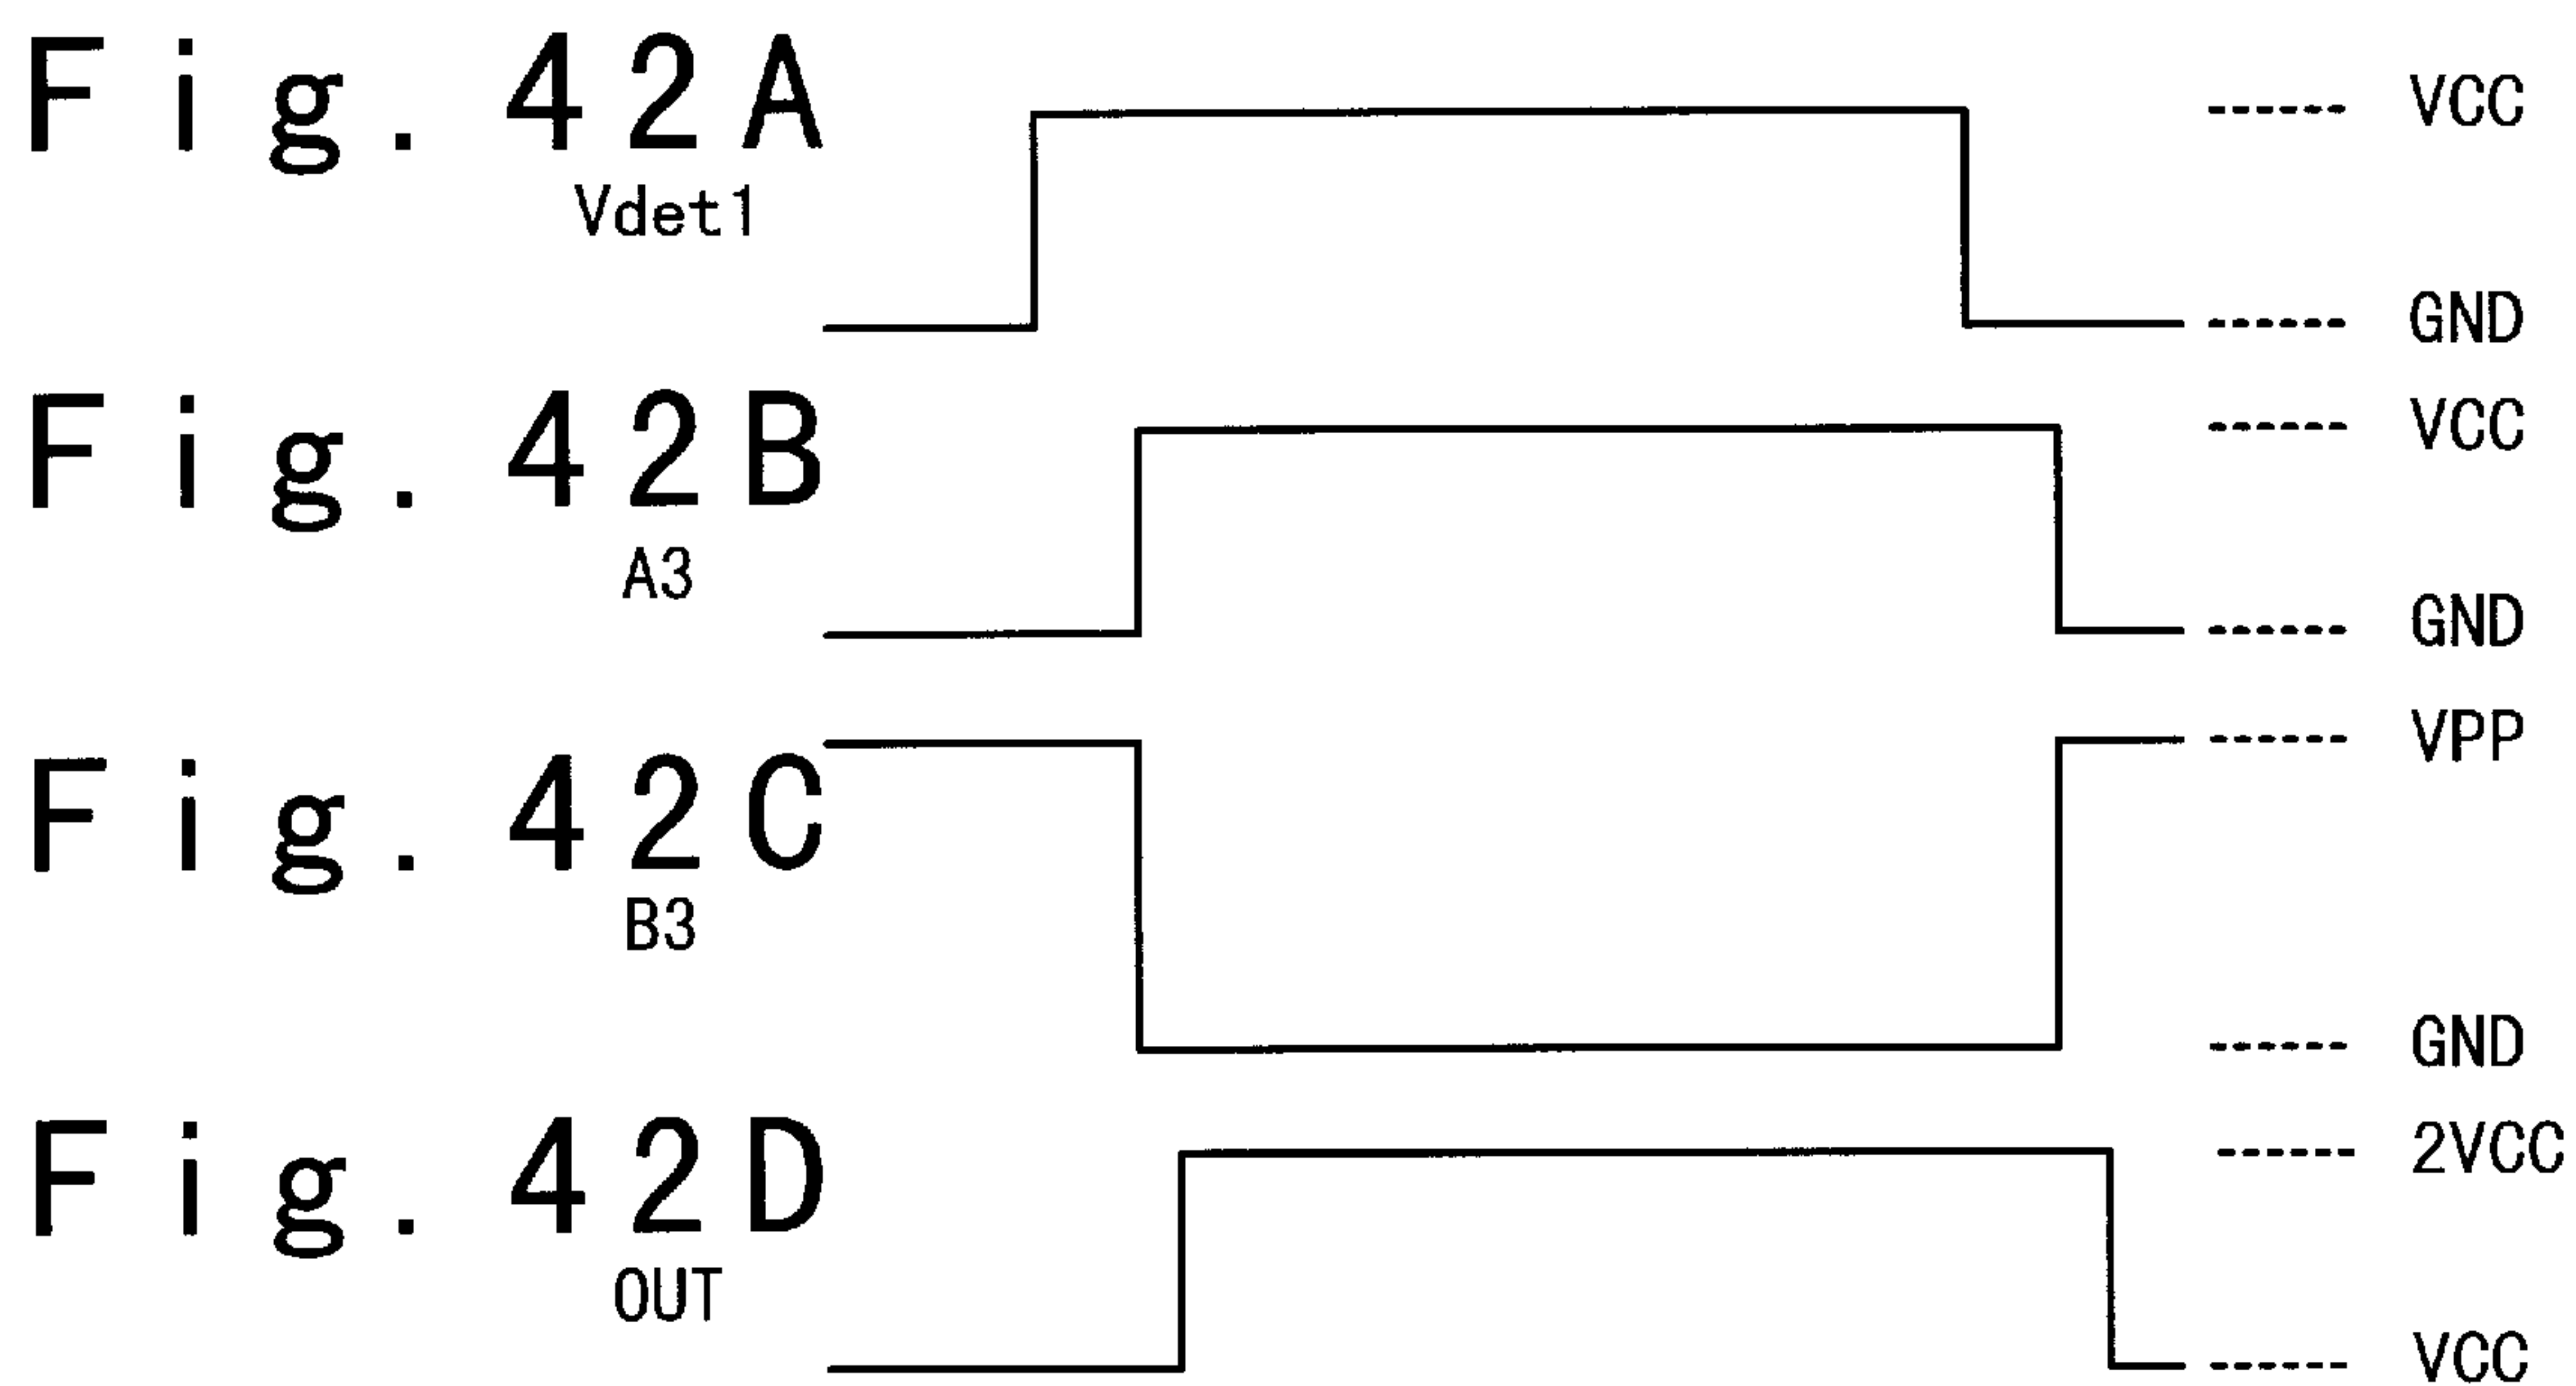 Fig. 42A
Vdet1
VCC
GND
Fig. 42B
A3
VCC
GND
Fig. 42C
B3
VPP
GND
Fig. 42D
OUT
2VCC
VCC